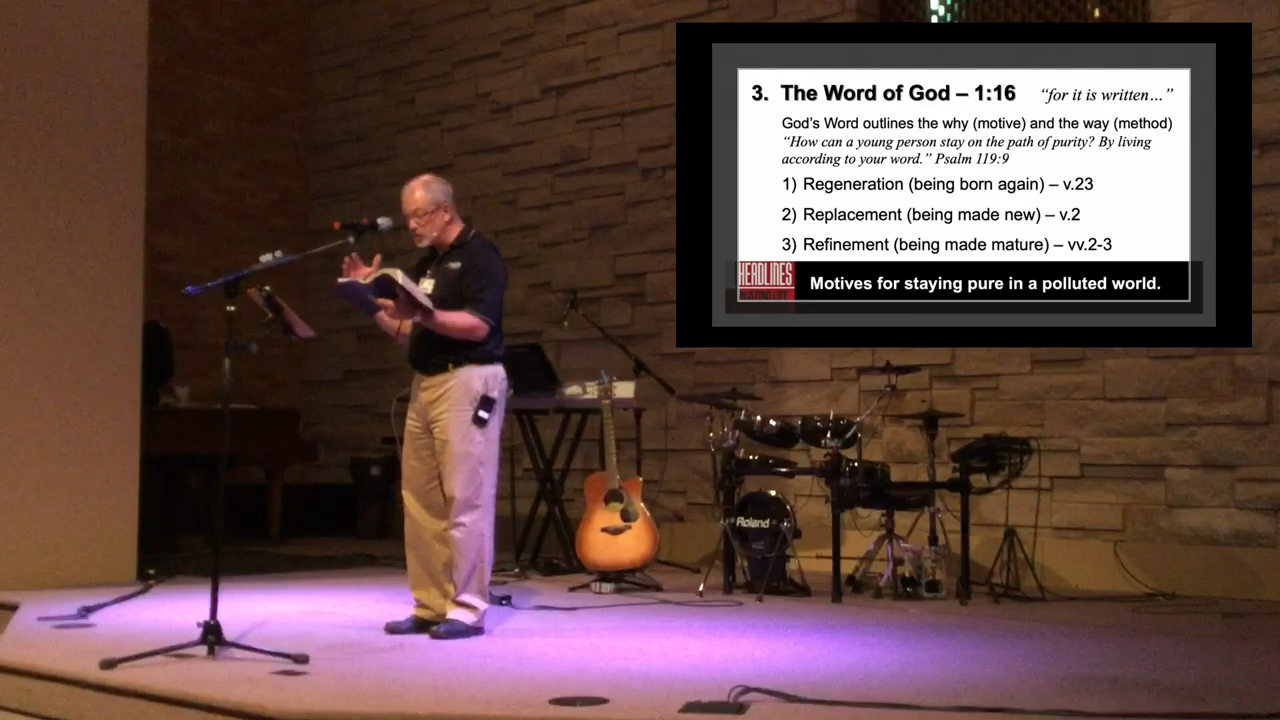 3. The Word of God – 1:16 “for it is written…”
God’s Word outlines the why (motive) and the way (method)
“How can a young person stay on the path of purity? By living
according to your word.” Psalm 119:9
1) Regeneration (being born again) – v.23
2) Replacement (being made new) – v.2
3) Refinement (being made mature) – vv.2-3
HEADLINES
Motives for staying pure in a polluted world.
Roland